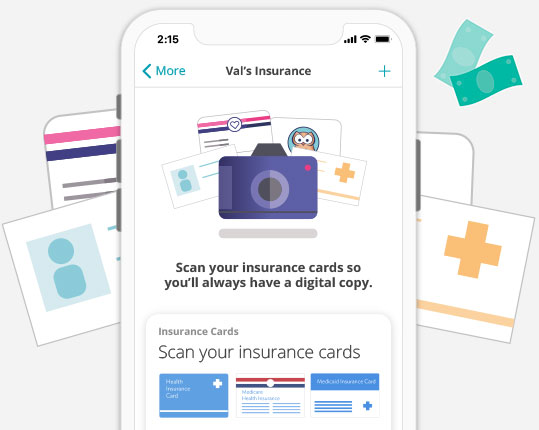 2:15
More
Val's Insurance
+
Scan your insurance cards so
you'll always have a digital copy.
Insurance Cards
Scan your insurance cards
Health
Insurance
Card
Medicare
Health Insurance
Medicaid Insurance Card